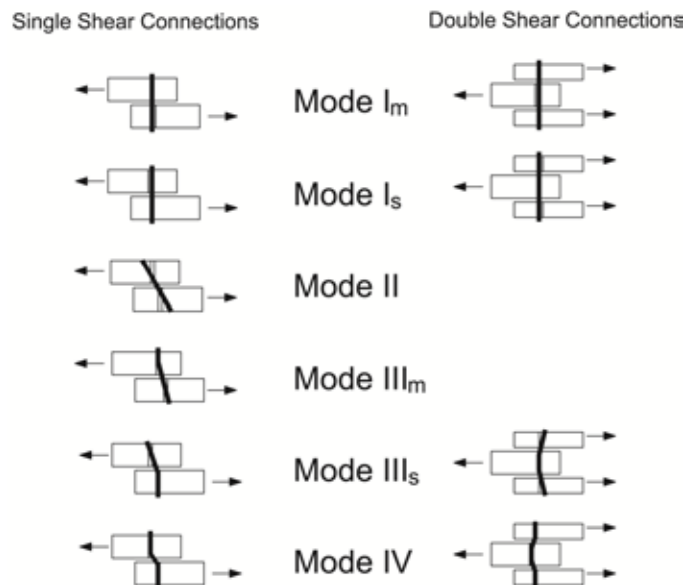 Single Shear Connections
Double Shear Connections
Mode Iₘ
Mode Iₛ
Mode II
Mode IIIₘ
Mode IIIₛ
Mode IV